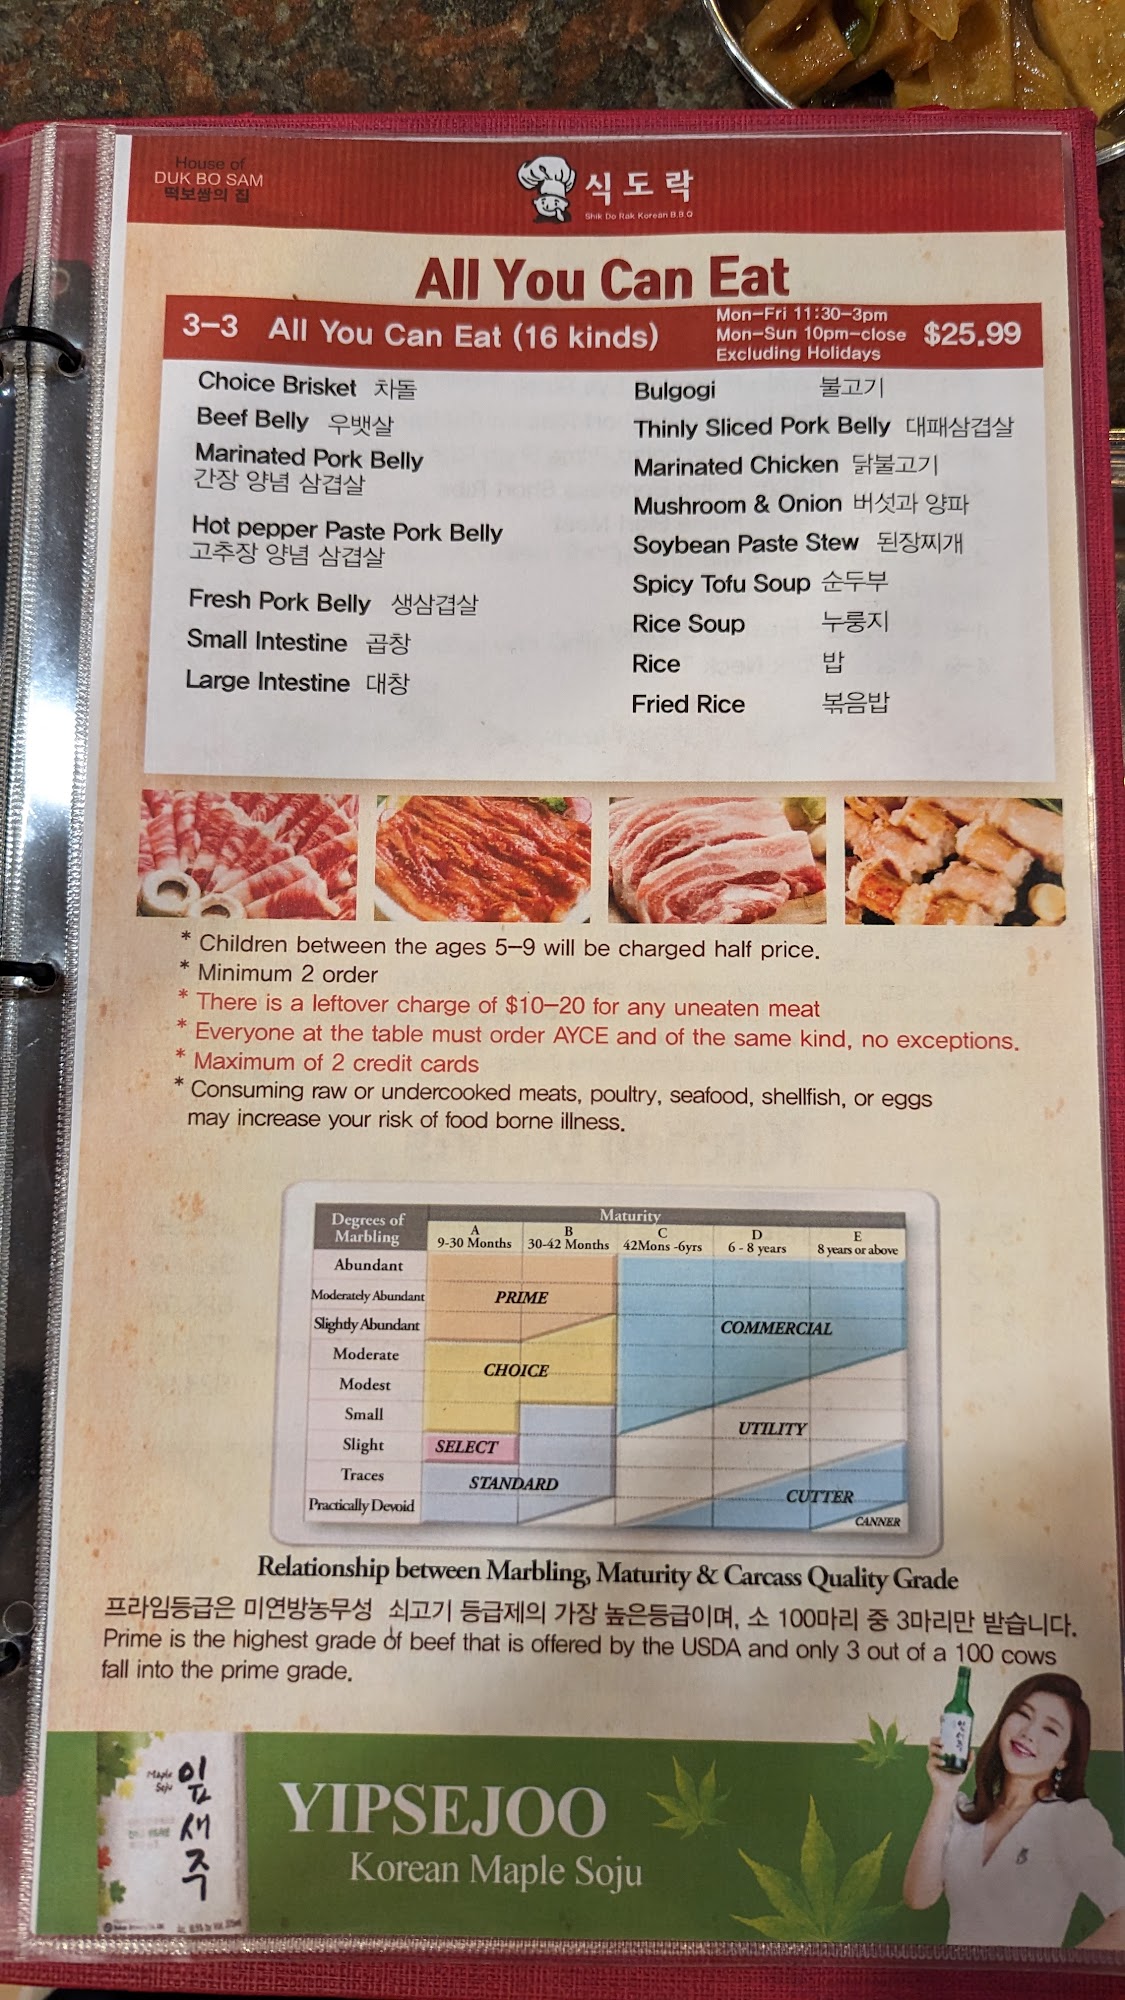 House of
DUK BO SAM
떡보쌈의 집
식도락
Shik Do Rak Korean B.B.Q
All You Can Eat
3-3 All You Can Eat (16 kinds)
Mon-Fri 11:30-3pm
Mon-Sun 10pm-close
Excluding Holidays
$25.99
Choice Brisket 차돌
Beef Belly 우뱃살
Marinated Pork Belly
간장 양념 삼겹살
Hot pepper Paste Pork Belly
고추장 양념 삼겹살
Fresh Pork Belly 생삼겹살
Small Intestine 곱창
Large Intestine 대창
Bulgogi 불고기
Thinly Sliced Pork Belly 대패삼겹살
Marinated Chicken 닭불고기
Mushroom & Onion 버섯과 양파
Soybean Paste Stew 된장찌개
Spicy Tofu Soup 순두부
Rice Soup 누룽지
Rice 밥
Fried Rice 볶음밥
* Children between the ages 5-9 will be charged half price.
* Minimum 2 order
* There is a leftover charge of $10-20 for any uneaten meat
* Everyone at the table must order AYCE and of the same kind, no exceptions.
* Maximum of 2 credit cards
* Consuming raw or undercooked meats, poultry, seafood, shellfish, or eggs
may increase your risk of food borne illness.
Degrees of
Marbling
Maturity
A B C D E
9-30 Months 30-42 Months 42Mons -6yrs 6 - 8 years 8 years or above
Abundant
Moderately Abundant
Slightly Abundant
Moderate
Modest
Small
Slight
Traces
Practically Devoid
PRIME
COMMERCIAL
CHOICE
UTILITY
SELECT
STANDARD
CUTTER
CANNER
Relationship between Marbling, Maturity & Carcass Quality Grade
프라임등급은 미연방농무성 쇠고기 등급제의 가장 높은등급이며, 소 100마리 중 3마리만 받습니다.
Prime is the highest grade of beef that is offered by the USDA and only 3 out of a 100 cows
fall into the prime grade.
Maple
Soju
잎새주
YIPSEJOO
Korean Maple Soju
잎새주